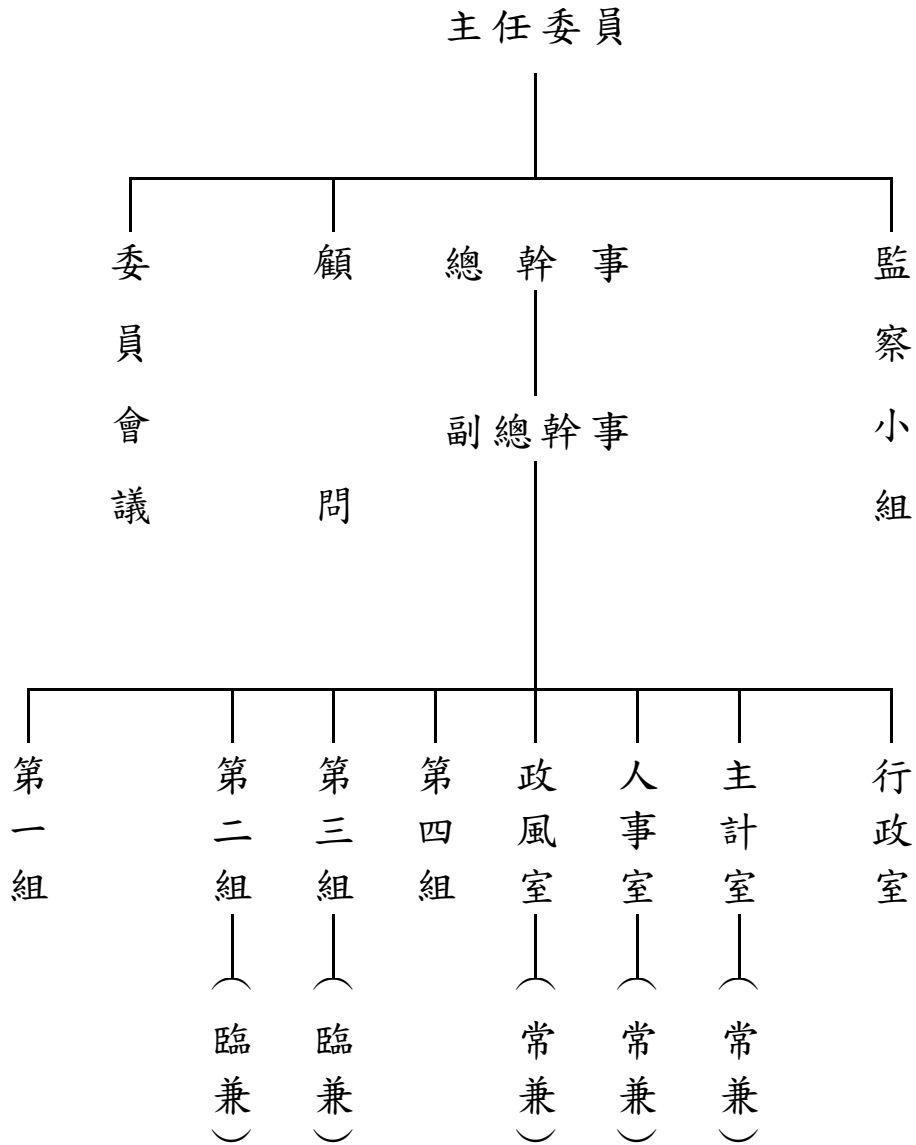 主任委員
委員會議
顧問
總幹事
監察小組
副總幹事
第一組
第二組
第三組
第四組
政風室
人事室
主計室
行政室
（臨兼）
（臨兼）
（常兼）
（常兼）
（常兼）